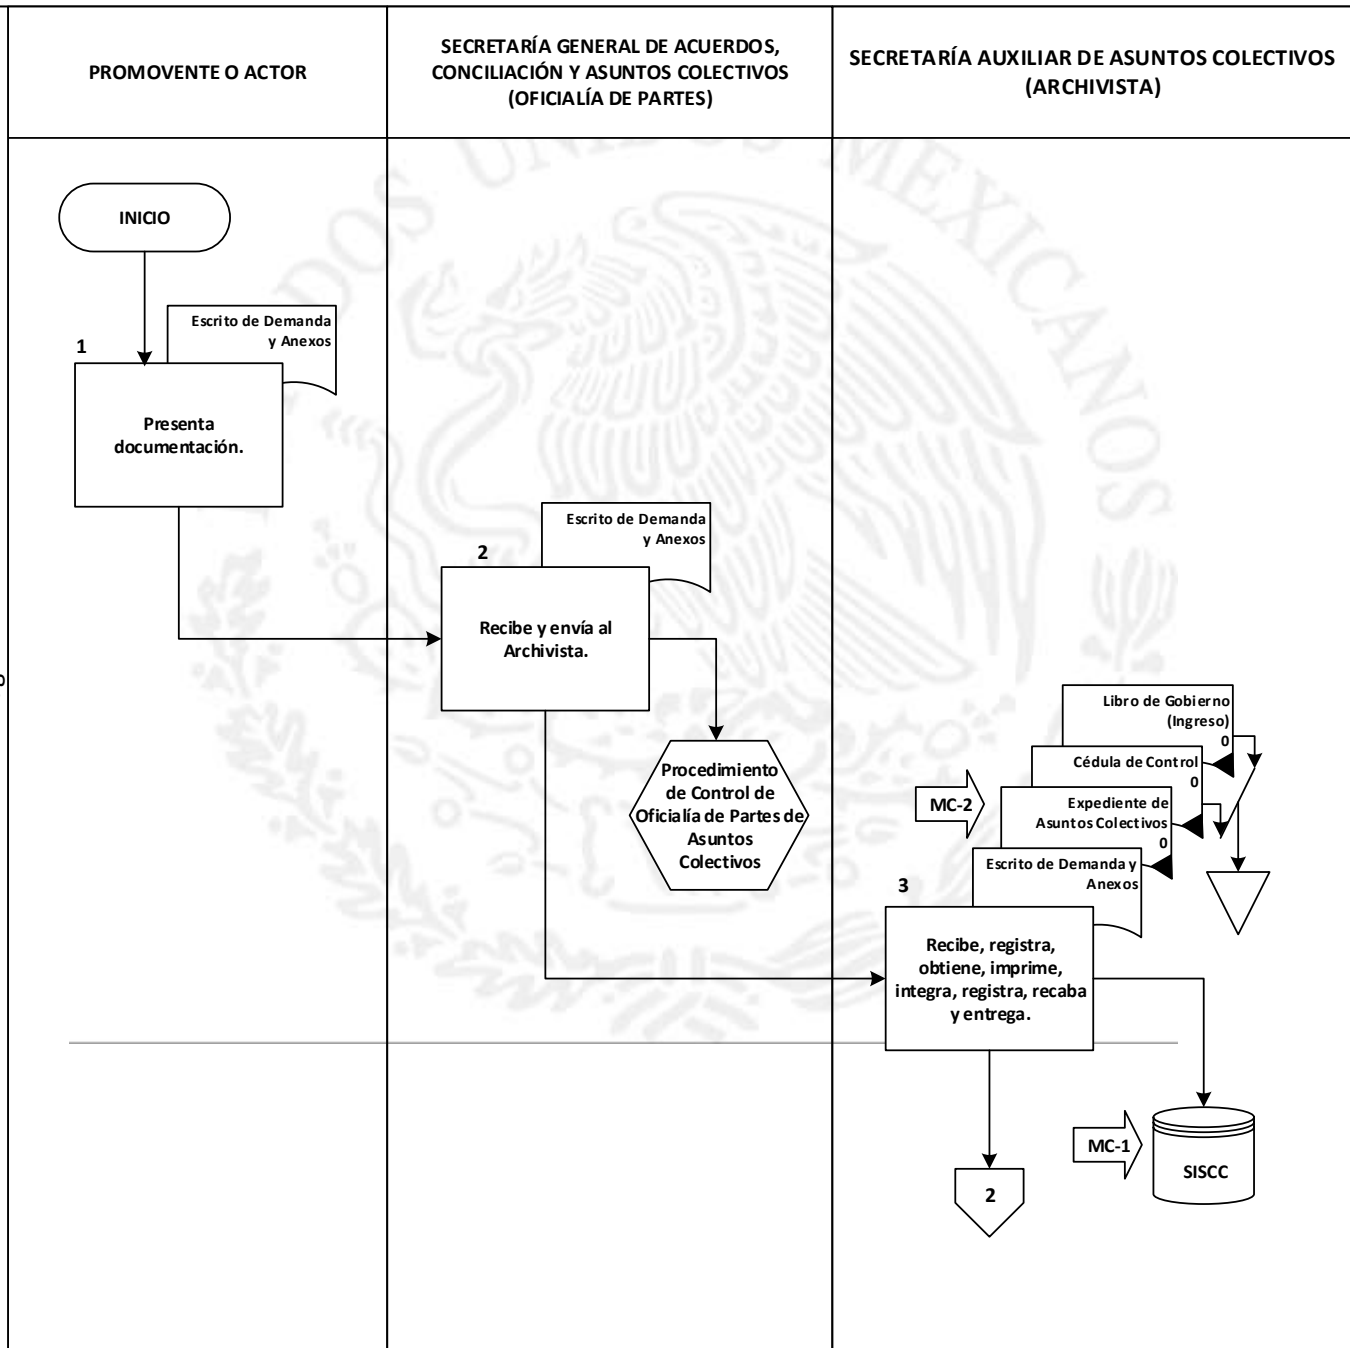 PROMOVENTE O ACTOR
SECRETARÍA GENERAL DE ACUERDOS,
CONCILIACIÓN Y ASUNTOS COLECTIVOS
(OFICIALÍA DE PARTES)
SECRETARÍA AUXILIAR DE ASUNTOS COLECTIVOS
(ARCHIVISTA)
INICIO
Escrito de Demanda
y Anexos
1
Presenta
documentación.
Escrito de Demanda
y Anexos
2
Recibe y envía al
Archivista.
Procedimiento
de Control de
Oficialía de Partes de
Asuntos
Colectivos
Libro de Gobierno
(Ingreso)
0
Cédula de Control
0
MC-2
Expediente de
Asuntos Colectivos
0
Escrito de Demanda y
Anexos
3
Recibe, registra,
obtiene, imprime,
integra, registra, recaba
y entrega.
MC-1
SISCC
2
UNIDOS MEXICANOS